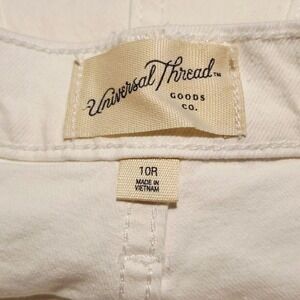 Universal Thread™
GOODS
CO.
10R
MADE IN
VIETNAM